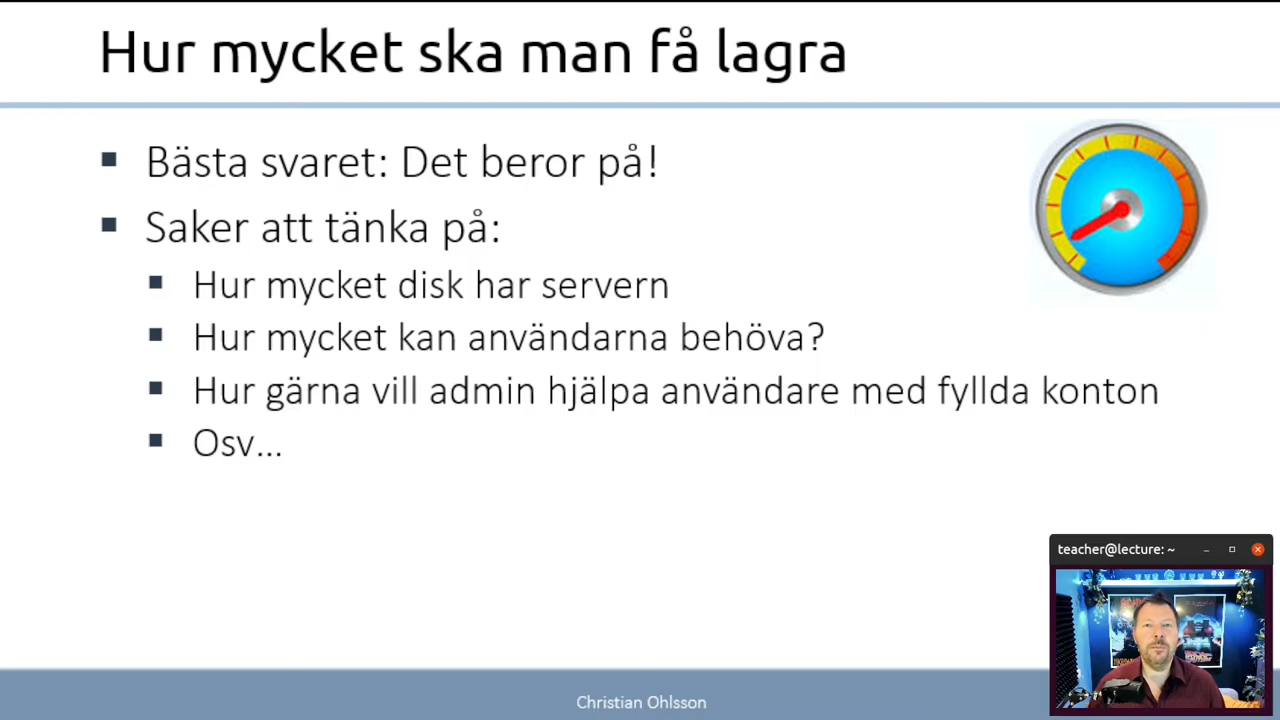 Hur mycket ska man få lagra
Bästa svaret: Det beror på!
Saker att tänka på:
Hur mycket disk har servern
Hur mycket kan användarna behöva?
Hur gärna vill admin hjälpa användare med fyllda konton
Osv...
teacher@lecture: ~
Christian Ohlsson